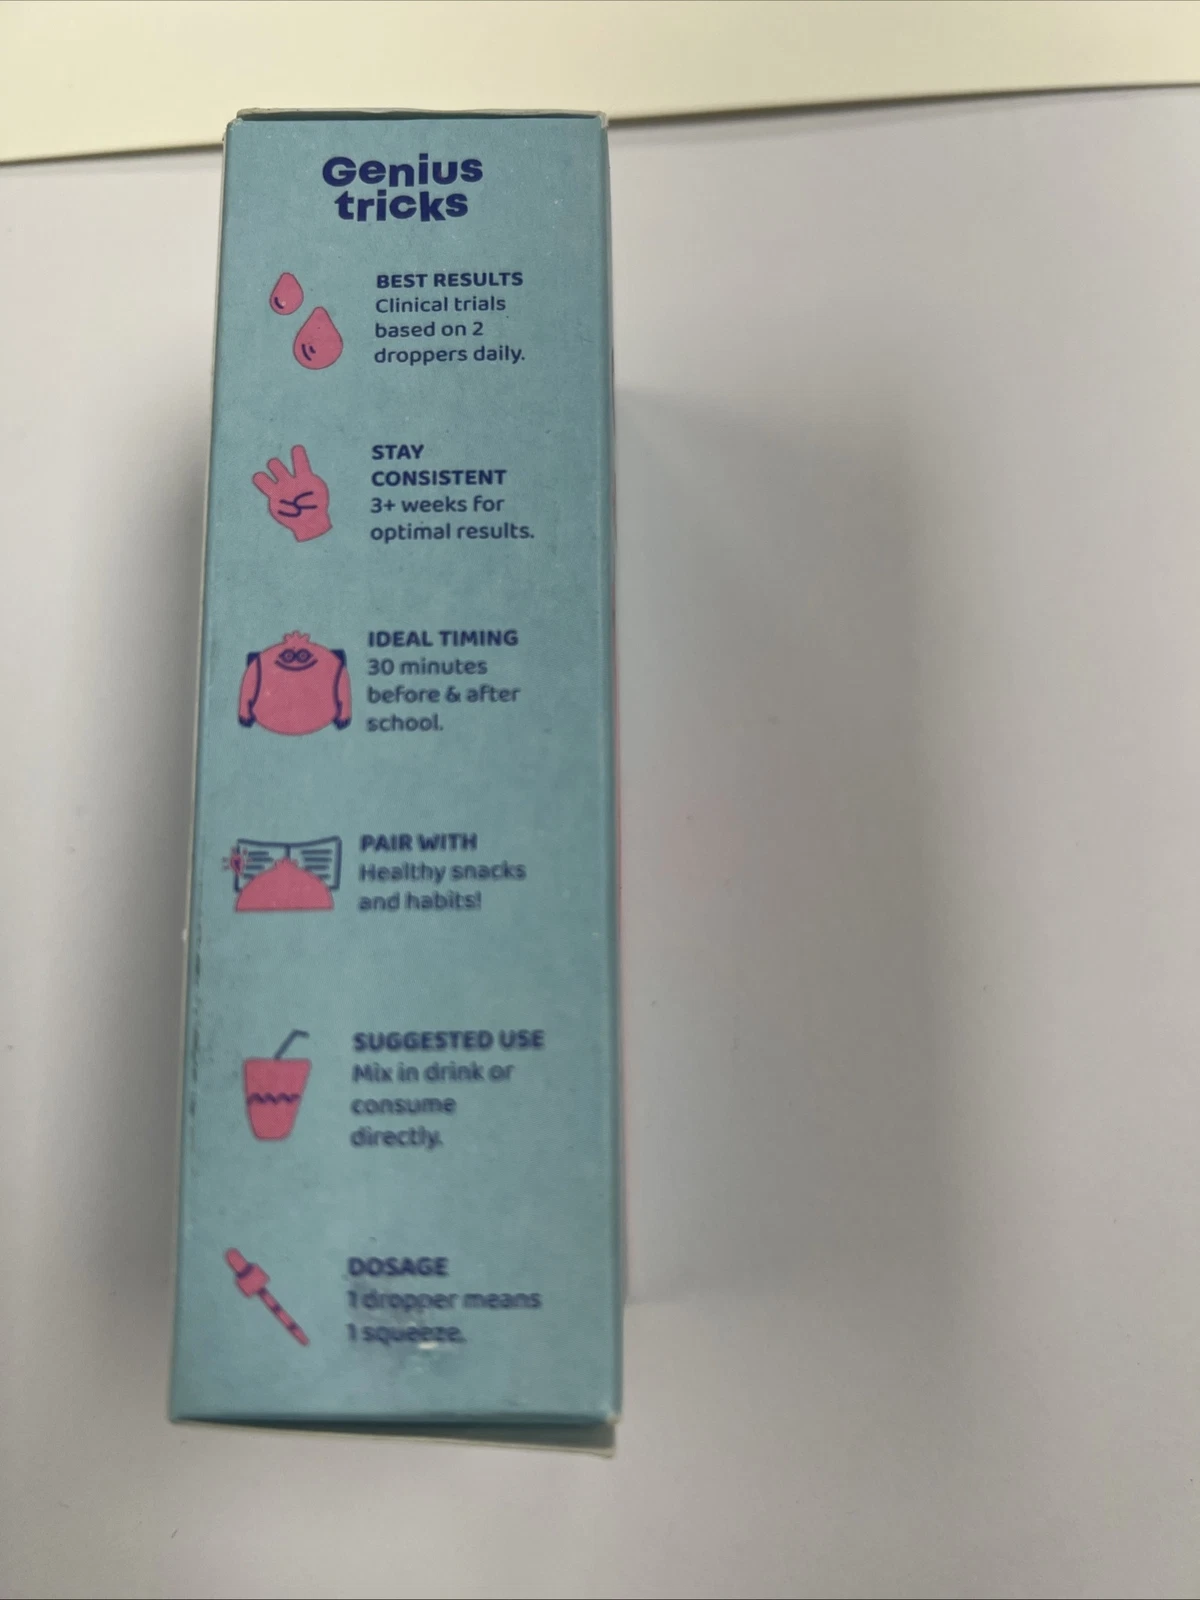 Genius
tricks
BEST RESULTS
Clinical trials
based on 2
droppers daily.
STAY
CONSISTENT
3+ weeks for
optimal results.
IDEAL TIMING
30 minutes
before & after
school.
PAIR WITH
Healthy snacks
and habits!
SUGGESTED USE
Mix in drink or
consume
directly.
DOSAGE
1 dropper means
1 squeeze.